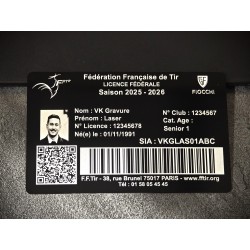 Fédération Française de Tir
LICENCE FÉDÉRALE
Saison 2025 - 2026
FIOCCHI
Nom : VK Gravure
Prénom : Laser
N° Licence : 12345678
Né(e) le : 01/11/1991
N° Club : 1234567
Cat. Age :
Senior 1
SIA : VKGLAS01ABC
F.F.Tir - 38, rue Brunel 75017 PARIS - www.fftir.org
Tél : 01 58 05 45 45